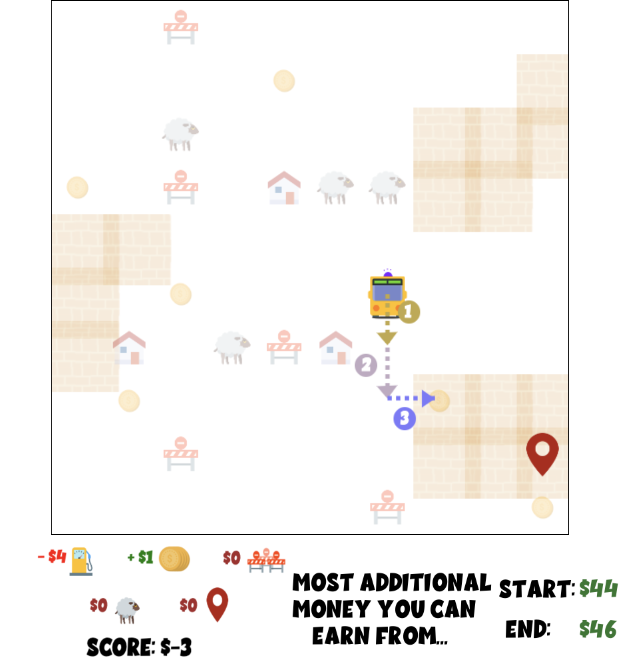 1
2
3
- $4
+ $1
$0
$0
$0
SCORE: $-3
MOST ADDITIONAL
MONEY YOU CAN
EARN FROM...
START: $44
END: $46